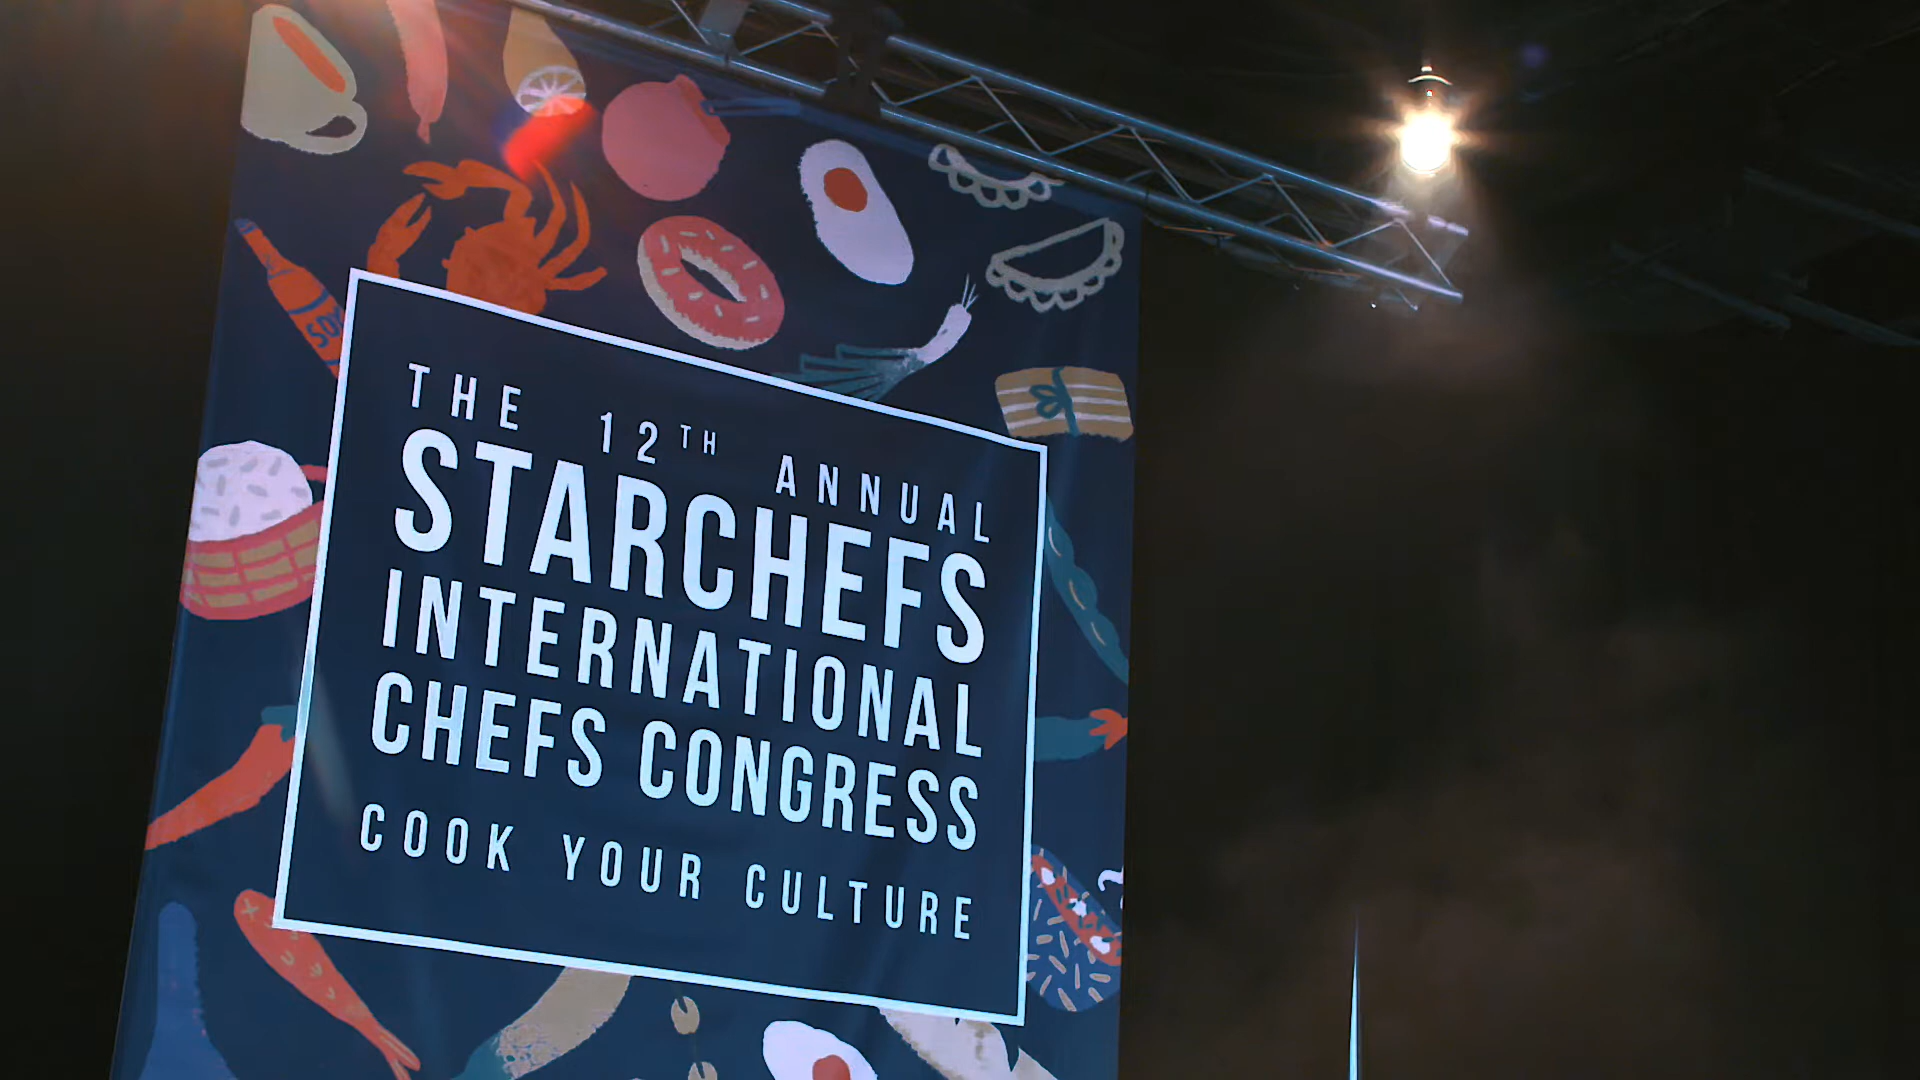 THE 12TH ANNUAL
STARCHEFS
INTERNATIONAL
CHEFS CONGRESS
COOK YOUR CULTURE